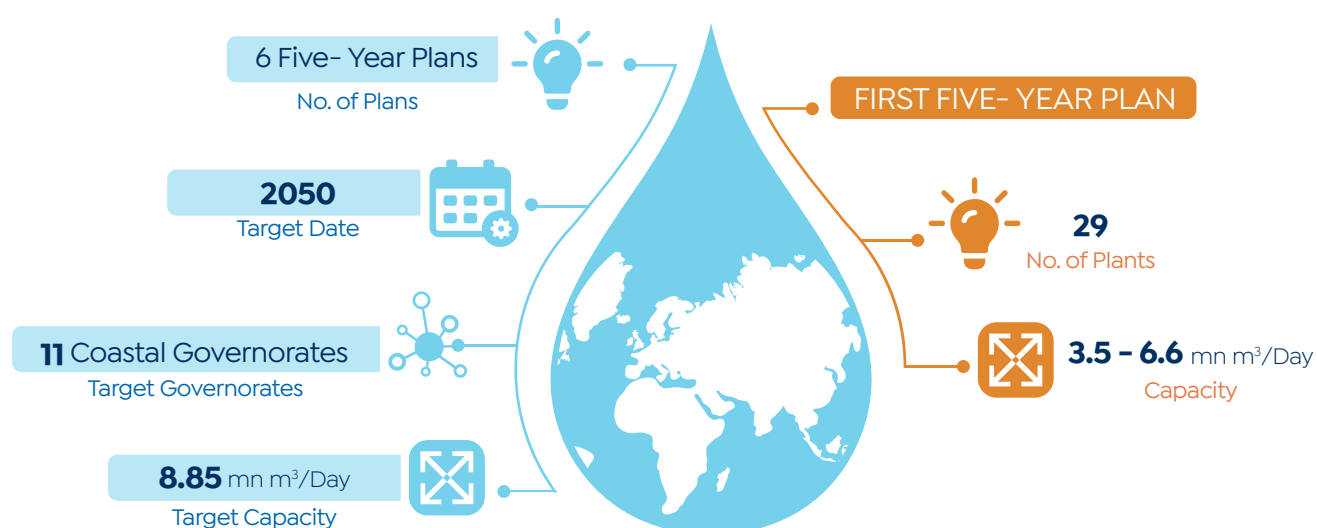 6 Five- Year Plans
No. of Plans
2050
Target Date
11 Coastal Governorates
Target Governorates
8.85 mn m³/Day
Target Capacity
FIRST FIVE- YEAR PLAN
29
No. of Plants
3.5 - 6.6 mn m³/Day
Capacity